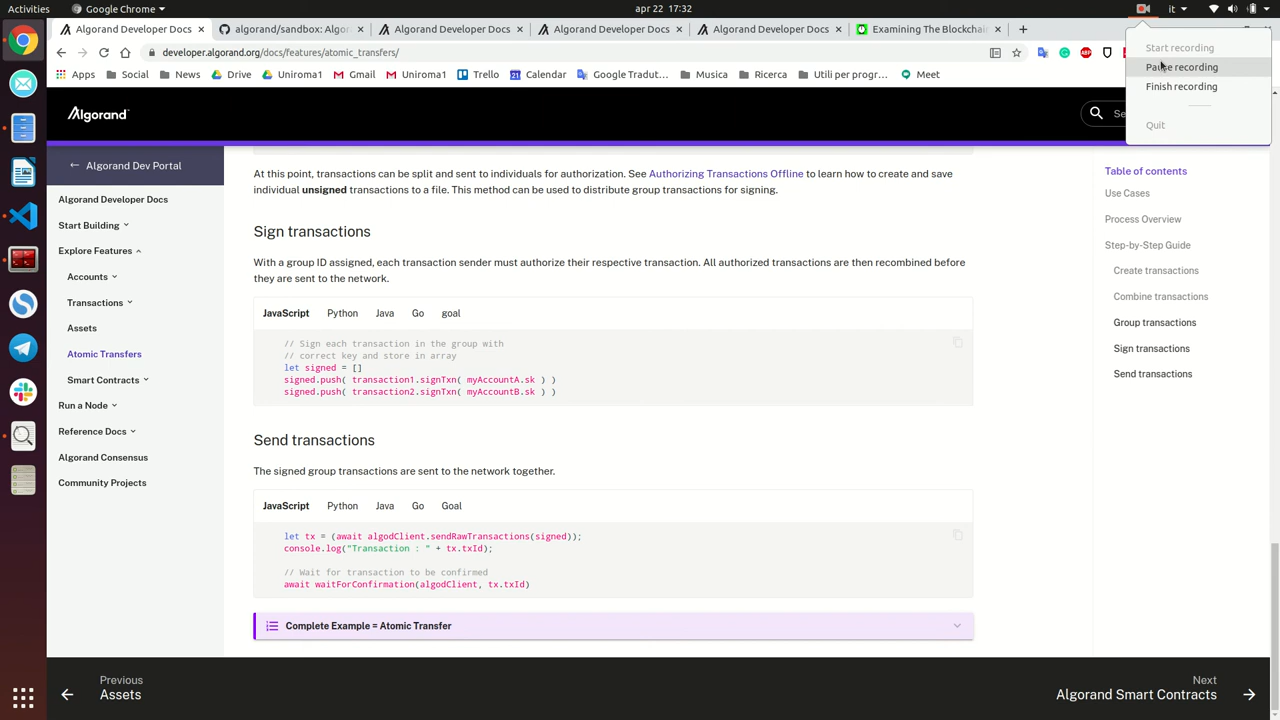 Activities
Google Chrome
apr 22 17:32
it
Algorand Developer Docs
algorand/sandbox: Algoran
Algorand Developer Docs
Algorand Developer Docs
Algorand Developer Docs
Examining The Blockchain
developer.algorand.org/docs/features/atomic_transfers/
Apps
Social
News
Drive
Uniroma1
Gmail
Uniroma1
Trello
Calendar
Google Tradut...
Musica
Ricerca
Utili per progr...
Meet
Start recording
Pause recording
Finish recording
Quit
Algorand
Se
Algorand Dev Portal
Algorand Developer Docs
Start Building
Explore Features
Accounts
Transactions
Assets
Atomic Transfers
Smart Contracts
Run a Node
Reference Docs
Algorand Consensus
Community Projects
At this point, transactions can be split and sent to individuals for authorization. See Authorizing Transactions Offline to learn how to create and save
individual unsigned transactions to a file. This method can be used to distribute group transactions for signing.
Sign transactions
With a group ID assigned, each transaction sender must authorize their respective transaction. All authorized transactions are then recombined before
they are sent to the network.
JavaScript Python Java Go goal
// Sign each transaction in the group with
// correct key and store in array
let signed = []
signed.push( transaction1.signTxn( myAccountA.sk ) )
signed.push( transaction2.signTxn( myAccountB.sk ) )
Send transactions
The signed group transactions are sent to the network together.
JavaScript Python Java Go Goal
let tx = (await algodClient.sendRawTransactions(signed));
console.log("Transaction : " + tx.txId);
// Wait for transaction to be confirmed
await waitForConfirmation(algodClient, tx.txId)
Complete Example = Atomic Transfer
Table of contents
Use Cases
Process Overview
Step-by-Step Guide
Create transactions
Combine transactions
Group transactions
Sign transactions
Send transactions
Previous
Assets
Next
Algorand Smart Contracts